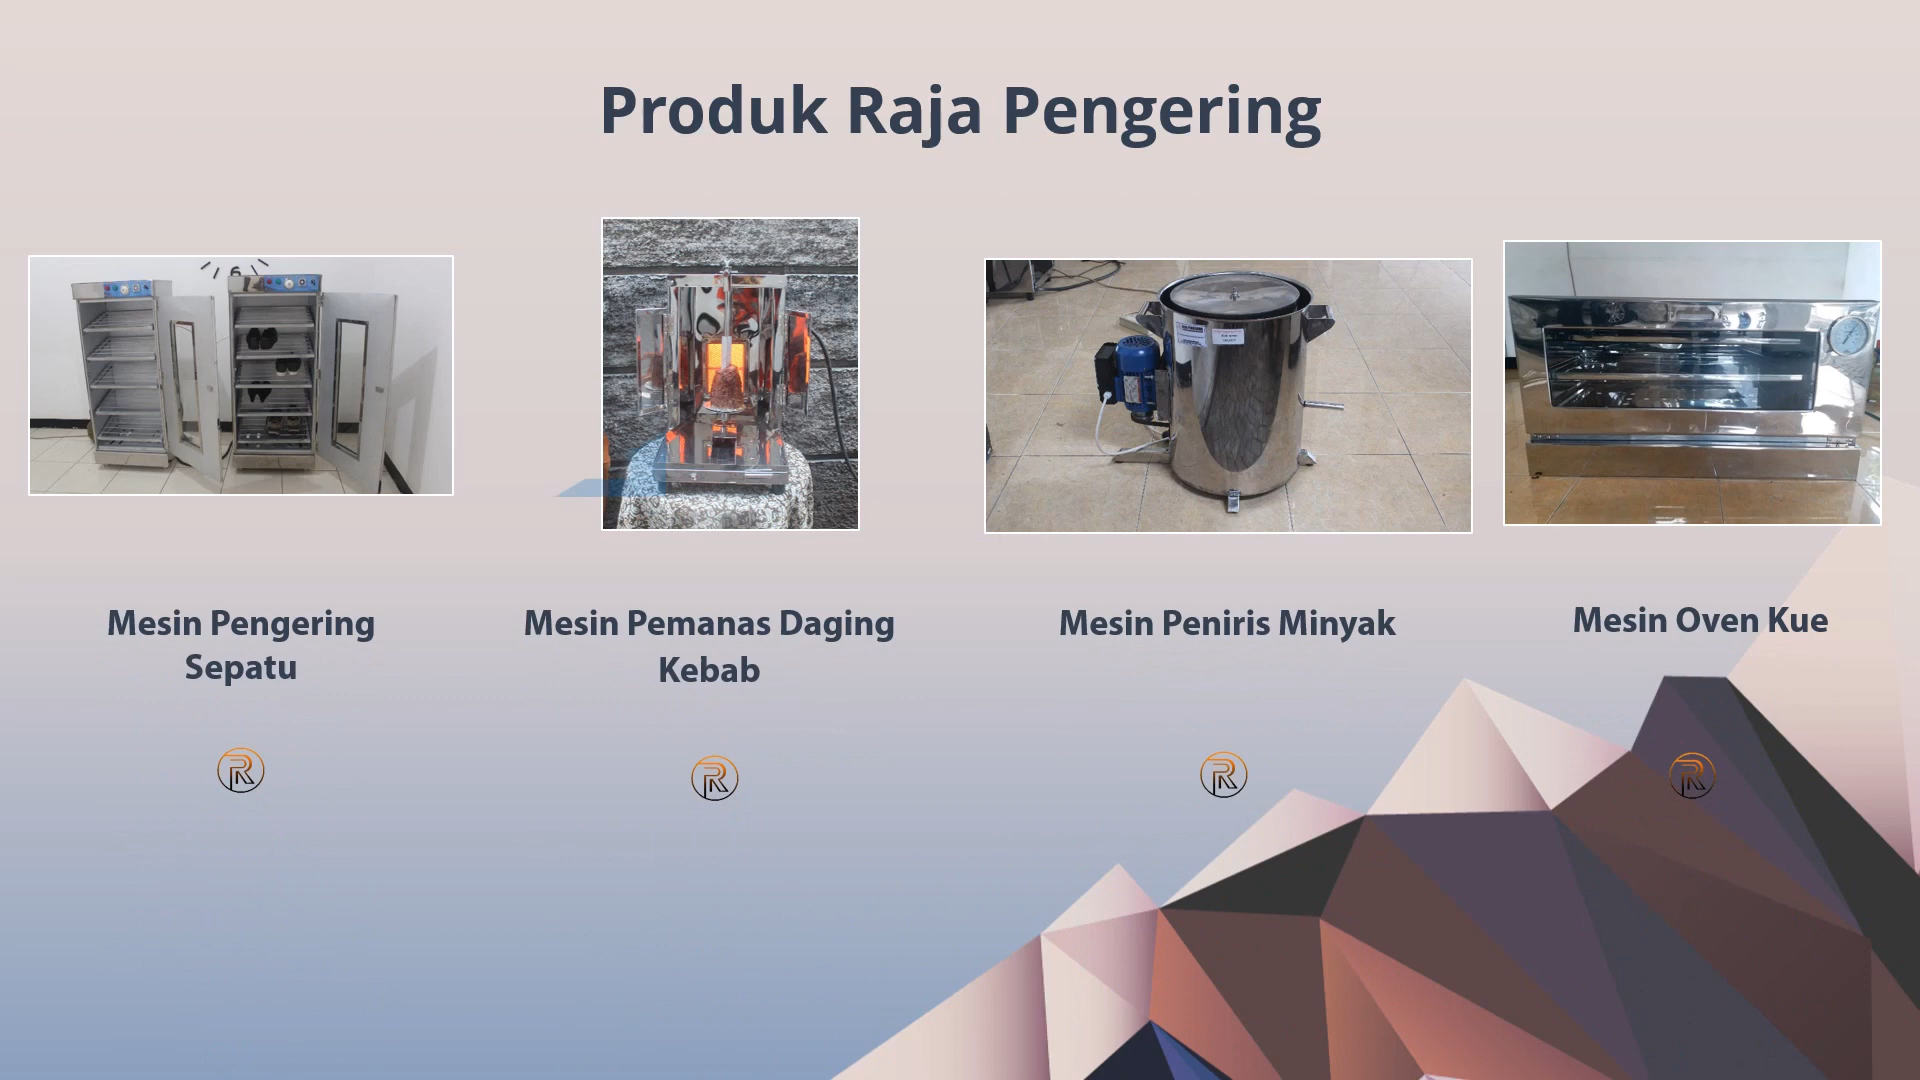 Produk Raja Pengering
Mesin Pengering
Sepatu
Mesin Pemanas Daging
Kebab
Mesin Peniris Minyak
Mesin Oven Kue